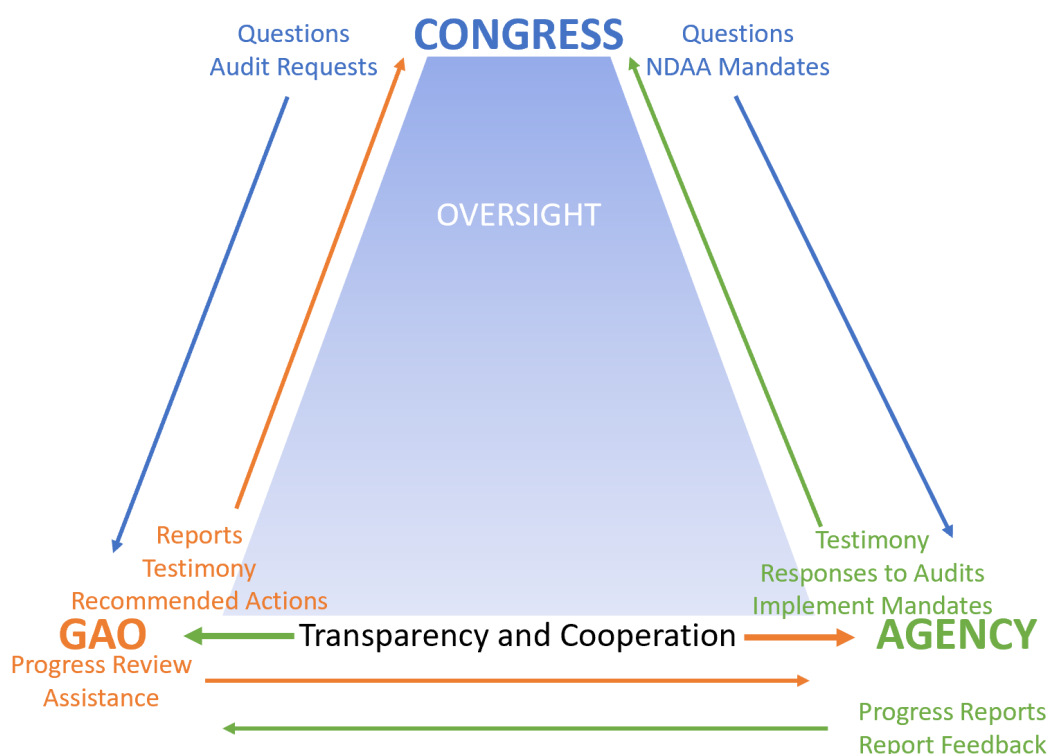 CONGRESS
Questions
Audit Requests
Questions
NDAA Mandates
OVERSIGHT
Reports
Testimony
Recommended Actions
Testimony
Responses to Audits
Implement Mandates
GAO
Transparency and Cooperation
AGENCY
Progress Review
Assistance
Progress Reports
Report Feedback